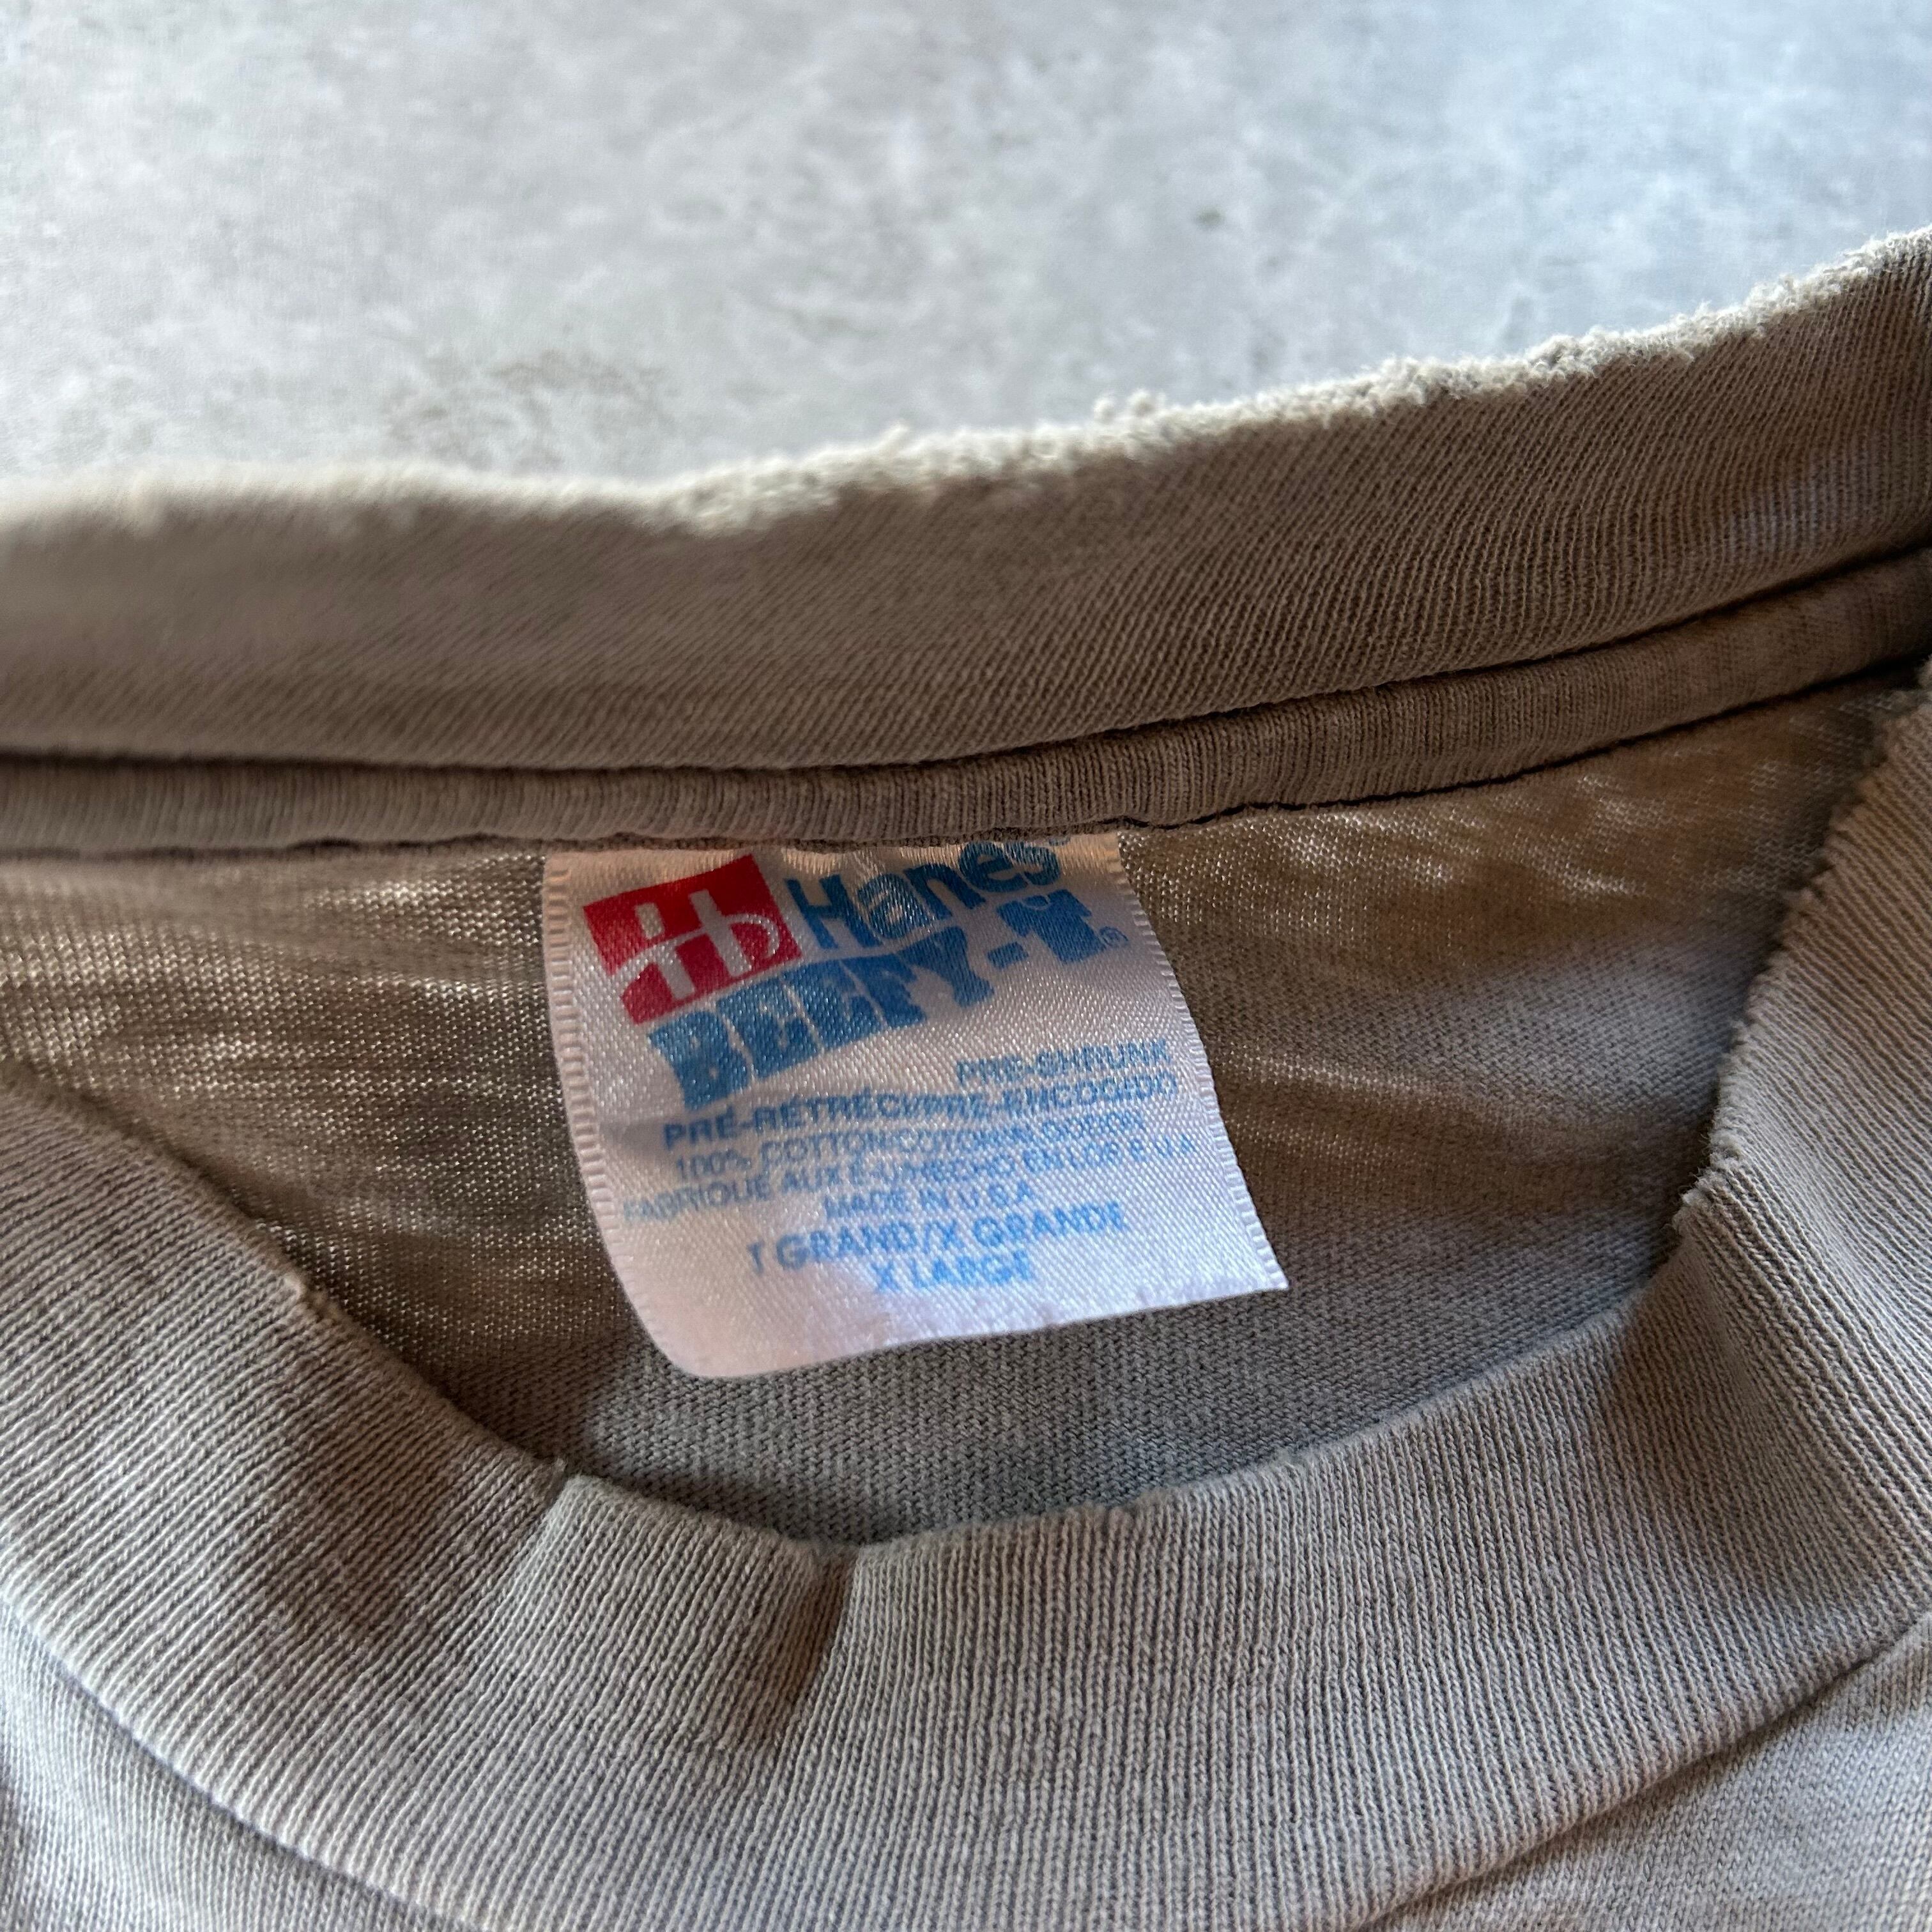 Hanes
BEEFY-T®
PRE-SHRUNK
PRÉ-RÉTRÉCI/PRE-ENCOGIDO
100% COTTON/COTON/ALGODON
FABRIQUÉ AUX É-U/HECHO EN LOS E.U.A
MADE IN U.S.A
T GRAND/X GRANDE
X LARGE